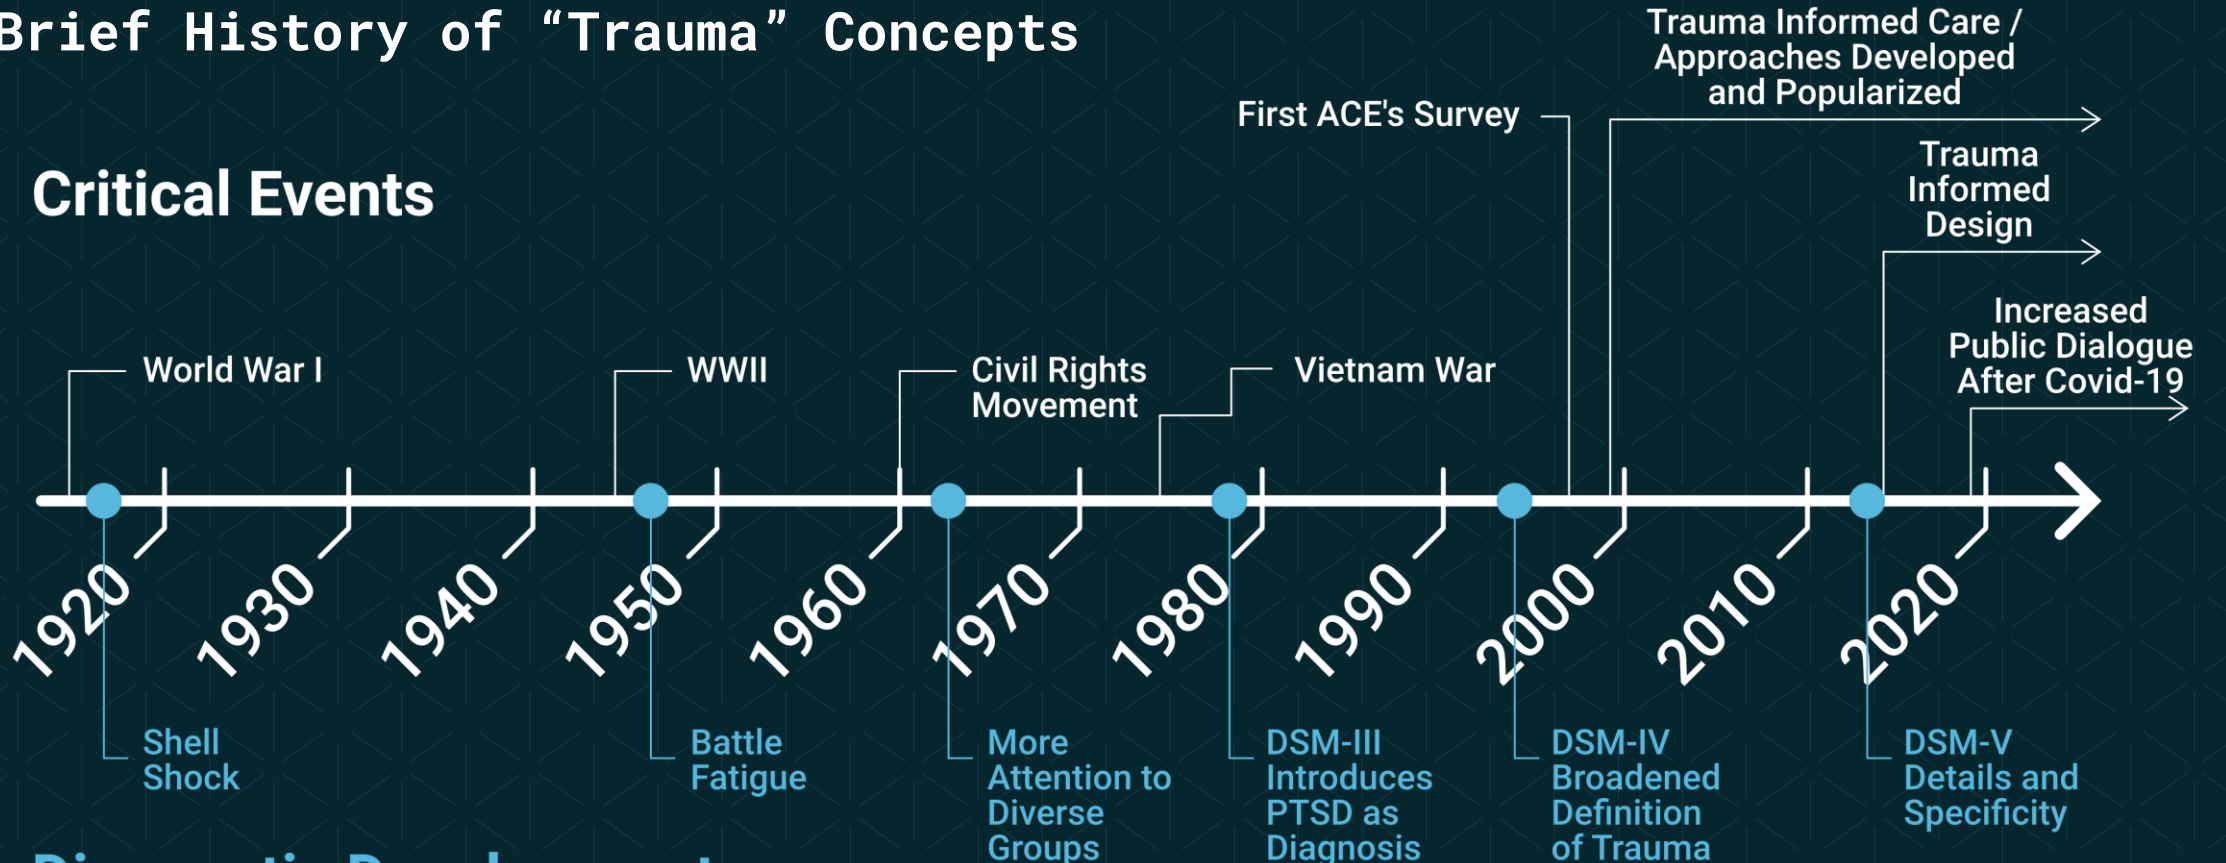 Brief History of “Trauma” Concepts
Critical Events
First ACE's Survey
Trauma Informed Care /
Approaches Developed
and Popularized
Trauma
Informed
Design
Increased
Public Dialogue
After Covid-19
World War I
WWII
Civil Rights
Movement
Vietnam War
1920
1930
1940
1950
1960
1970
1980
1990
2000
2010
2020
Shell
Shock
Battle
Fatigue
More
Attention to
Diverse
Groups
DSM-III
Introduces
PTSD as
Diagnosis
DSM-IV
Broadened
Definition
of Trauma
DSM-V
Details and
Specificity